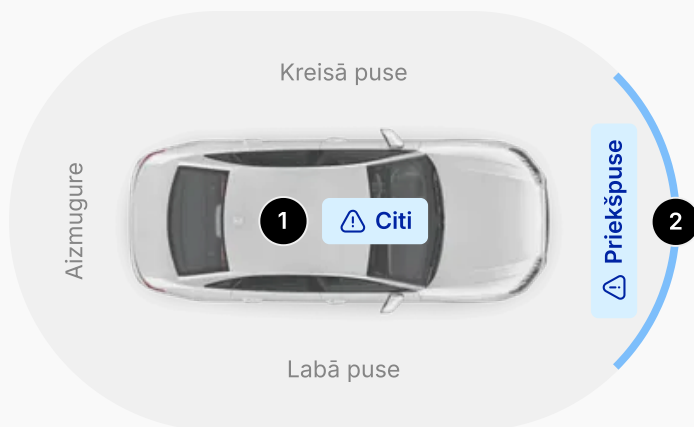 Kreisā puse
Aizmugure
1
Citi
Priekšpuse
2
Labā puse